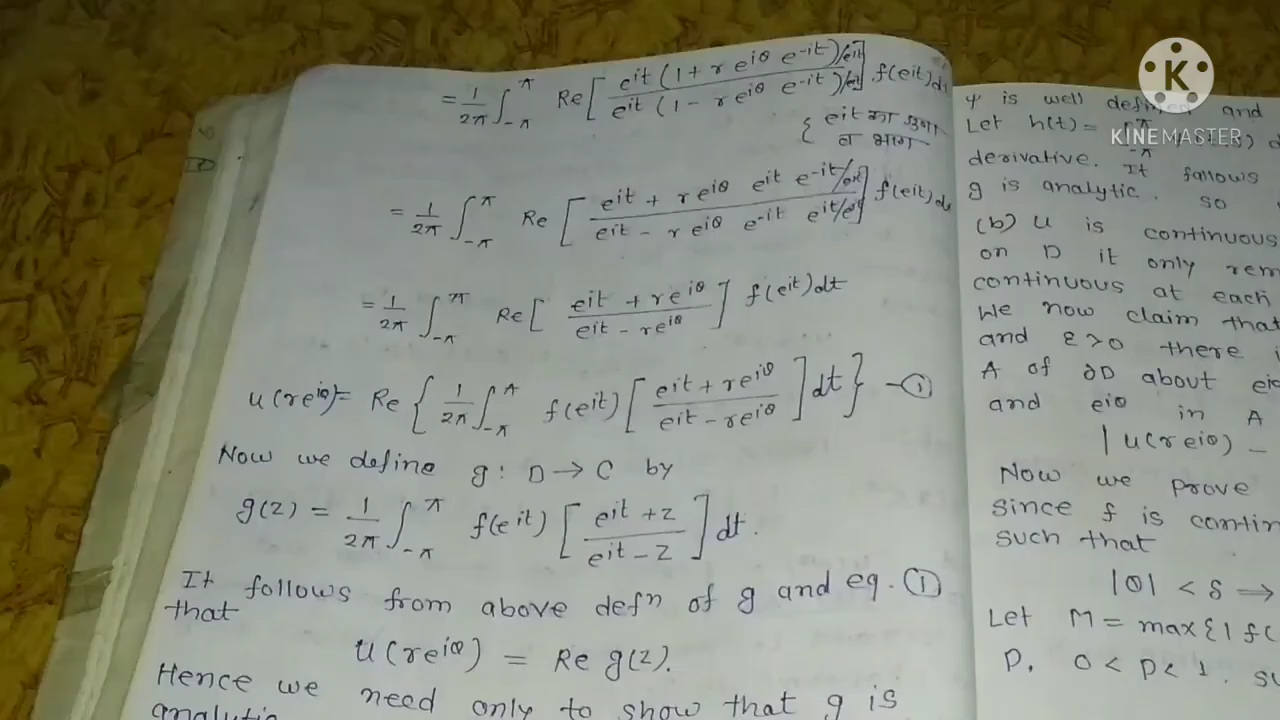 = 1/2π ∫_{-π}^{π} Re [ e^{it} (1 + r e^{iθ} e^{-it}) / e^{it} (1 - r e^{iθ} e^{-it}) ] f(e^{it}) d
{ e^{it} का गुणा
व भाग
= 1/2π ∫_{-π}^{π} Re [ e^{it} + r e^{iθ} e^{it} e^{-it} / e^{it} - r e^{iθ} e^{-it} e^{it} ] f(e^{it}) d
= 1/2π ∫_{-π}^{π} Re [ e^{it} + re^{iθ} / e^{it} - re^{iθ} ] f(e^{it}) dt
u(re^{iθ}) = Re { 1/2π ∫_{-π}^{π} f(e^{it}) [ e^{it} + re^{iθ} / e^{it} - re^{iθ} ] dt } —①
Now we define g : D → C by
g(z) = 1/2π ∫_{-π}^{π} f(e^{it}) [ e^{it} + z / e^{it} - z ] dt.
It follows from above defⁿ of g and eq. ①
that
u(re^{iθ}) = Re g(z).
Hence we need only to show that g is
analytic
ψ is well and
Let h(t) =
derivative. It follows
g is analytic. so
(b) u is continuous
on D it only
continuous at each
We now claim that
and ε>0 there
A of ∂D about
and e^{iθ} in A
|u(re^{iθ}) -
Now we prove
since f is
such that
|θ| < δ ⇒
Let M = max{|f(
P, 0 < P < 1.
K
KINEMASTER